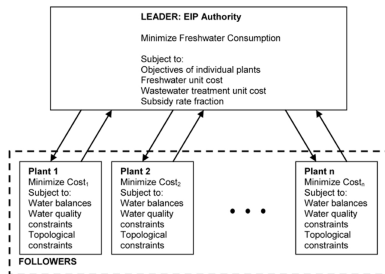 LEADER: EIP Authority
Minimize Freshwater Consumption
Subject to:
Objectives of individual plants
Freshwater unit cost
Wastewater treatment unit cost
Subsidy rate fraction
Plant 1
Minimize Cost₁
Subject to:
Water balances
Water quality
constraints
Topological
constraints
Plant 2
Minimize Cost₂
Subject to:
Water balances
Water quality
constraints
Topological
constraints
Plant n
Minimize Costₙ
Subject to:
Water balances
Water quality
constraints
Topological
constraints
FOLLOWERS